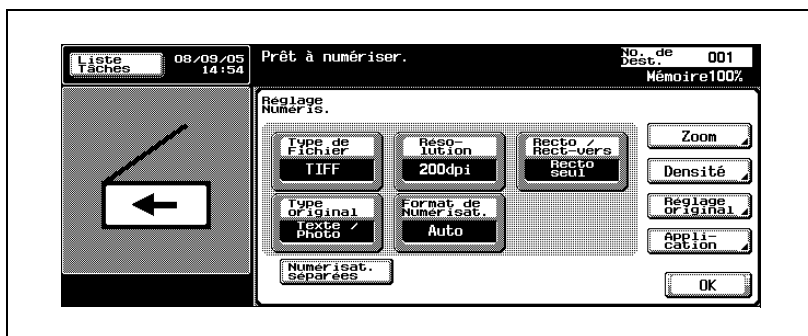 Liste
Tâches
08/09/05
14:54
Prêt à numériser.
No. de
Dest.
001
Mémoire100%
Réglage
Numéris.
Type de
Fichier
TIFF
Réso-
lution
200dpi
Recto /
Rect-vers
Recto
seul
Type
original
Texte /
Photo
Format de
Numérisat.
Auto
Numérisat.
séparées
Zoom
Densité
Réglage
original
Appli-
cation
OK